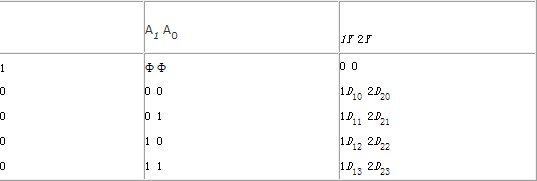 A₁ A₀ 1F 2F
1 Φ Φ 0 0
0 0 0 1D₁₀ 2D₂₀
0 0 1 1D₁₁ 2D₂₁
0 1 0 1D₁₂ 2D₂₂
0 1 1 1D₁₃ 2D₂₃